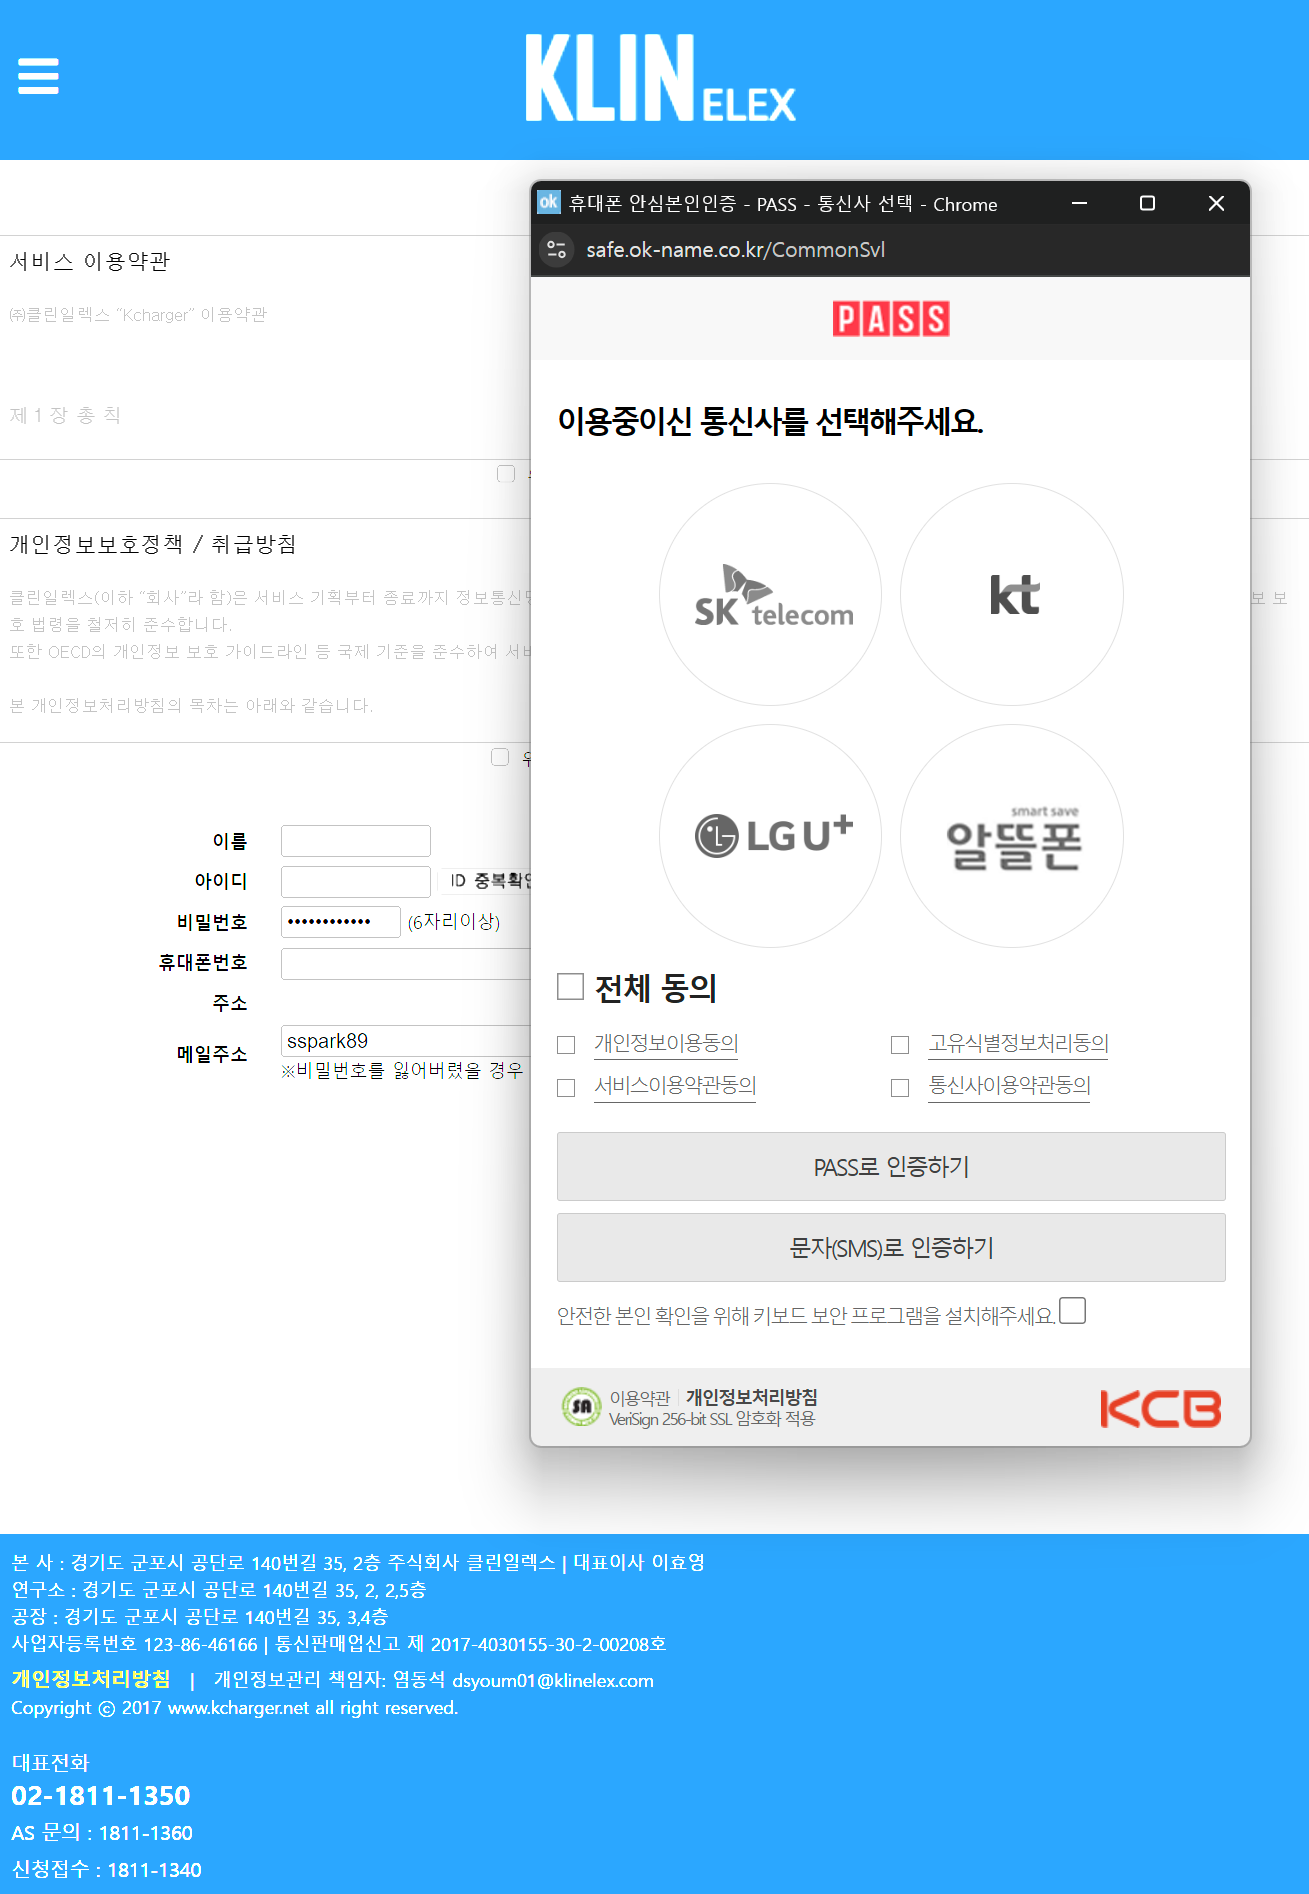 KLIN ELEX
서비스 이용약관
㈜클린일렉스 “Kcharger” 이용약관
제 1 장 총 칙
개인정보보호정책 / 취급방침
클린일렉스(이하 “회사”라 함)은 서비스 기획부터 종료까지 정보통신망
보 보
호 법령을 철저히 준수합니다.
또한 OECD의 개인정보 보호 가이드라인 등 국제 기준을 준수하여 서비
본 개인정보처리방침의 목차는 아래와 같습니다.
위
이름
아이디
ID 중복확인
비밀번호
•••••••••••• (6자리이상)
휴대폰번호
주소
메일주소
sspark89
※비밀번호를 잃어버렸을 경우
ok 휴대폰 안심본인인증 - PASS - 통신사 선택 - Chrome
safe.ok-name.co.kr/CommonSvl
PASS
이용중이신 통신사를 선택해주세요.
SK telecom
kt
LG U+
smart save
알뜰폰
전체 동의
개인정보이용동의
고유식별정보처리동의
서비스이용약관동의
통신사이용약관동의
PASS로 인증하기
문자(SMS)로 인증하기
안전한 본인 확인을 위해 키보드 보안 프로그램을 설치해주세요.
SA
이용약관 | 개인정보처리방침
VeriSign 256-bit SSL 암호화 적용
KCB
본 사 : 경기도 군포시 공단로 140번길 35, 2층 주식회사 클린일렉스 | 대표이사 이효영
연구소 : 경기도 군포시 공단로 140번길 35, 2, 2,5층
공장 : 경기도 군포시 공단로 140번길 35, 3,4층
사업자등록번호 123-86-46166 | 통신판매업신고 제 2017-4030155-30-2-00208호
개인정보처리방침 | 개인정보관리 책임자: 염동석 dsyoum01@klinelex.com
Copyright ⓒ 2017 www.kcharger.net all right reserved.
대표전화
02-1811-1350
AS 문의 : 1811-1360
신청접수 : 1811-1340